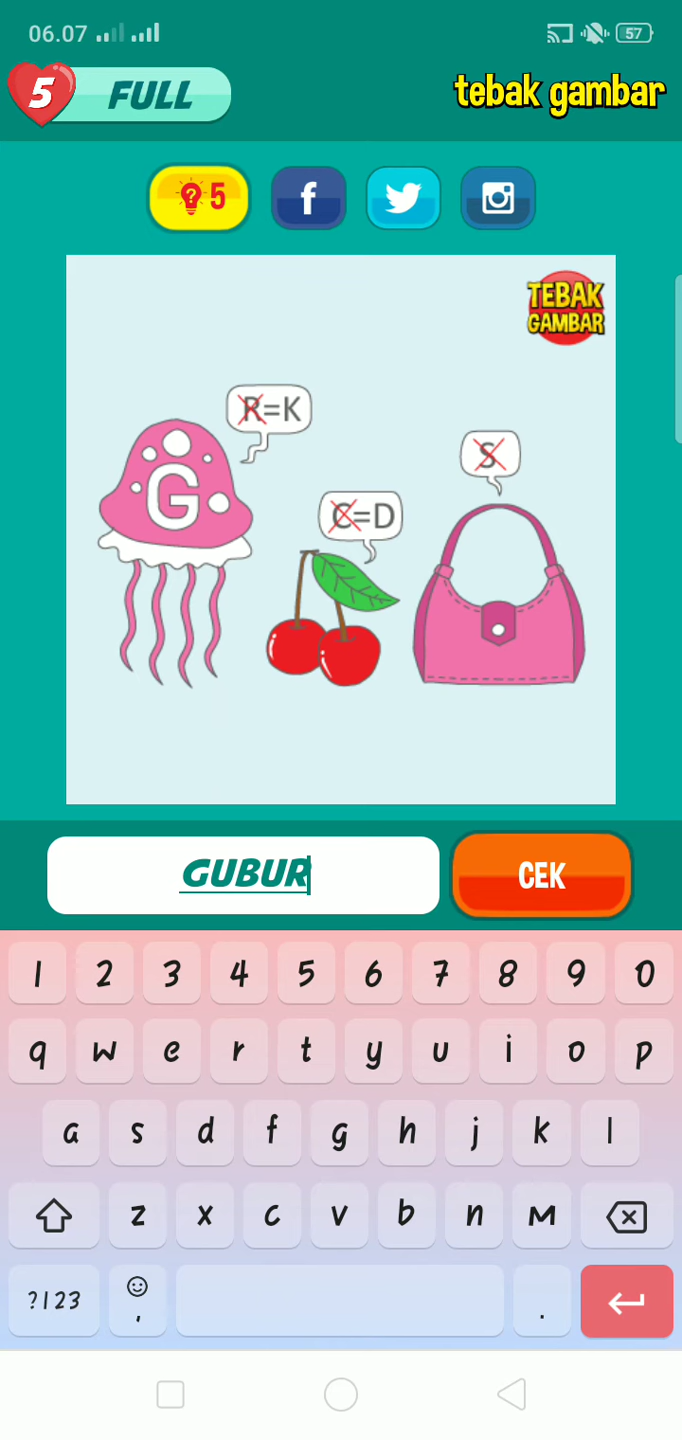 06.07
57
5 FULL
tebak gambar
5
f
TEBAK
GAMBAR
R=K
S
G
C=D
GUBUR
CEK
1 2 3 4 5 6 7 8 9 0
q w e r t y u i o p
a s d f g h j k l
z x c v b n m
?123 , .